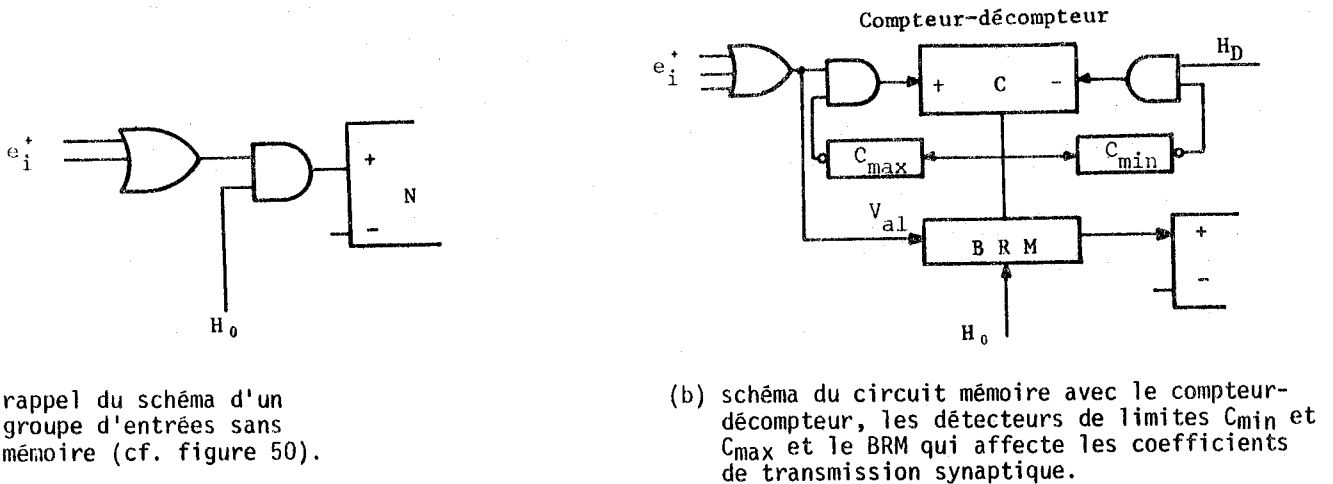 Compteur-décompteur
e_i^+
H_D
+ C -
C_max
C_min
V_al
B R M
+
-
H_0
e_i^+
+
N
-
H_0
rappel du schéma d'un
groupe d'entrées sans
mémoire (cf. figure 50).
(b) schéma du circuit mémoire avec le compteur-
décompteur, les détecteurs de limites Cmin et
Cmax et le BRM qui affecte les coefficients
de transmission synaptique.